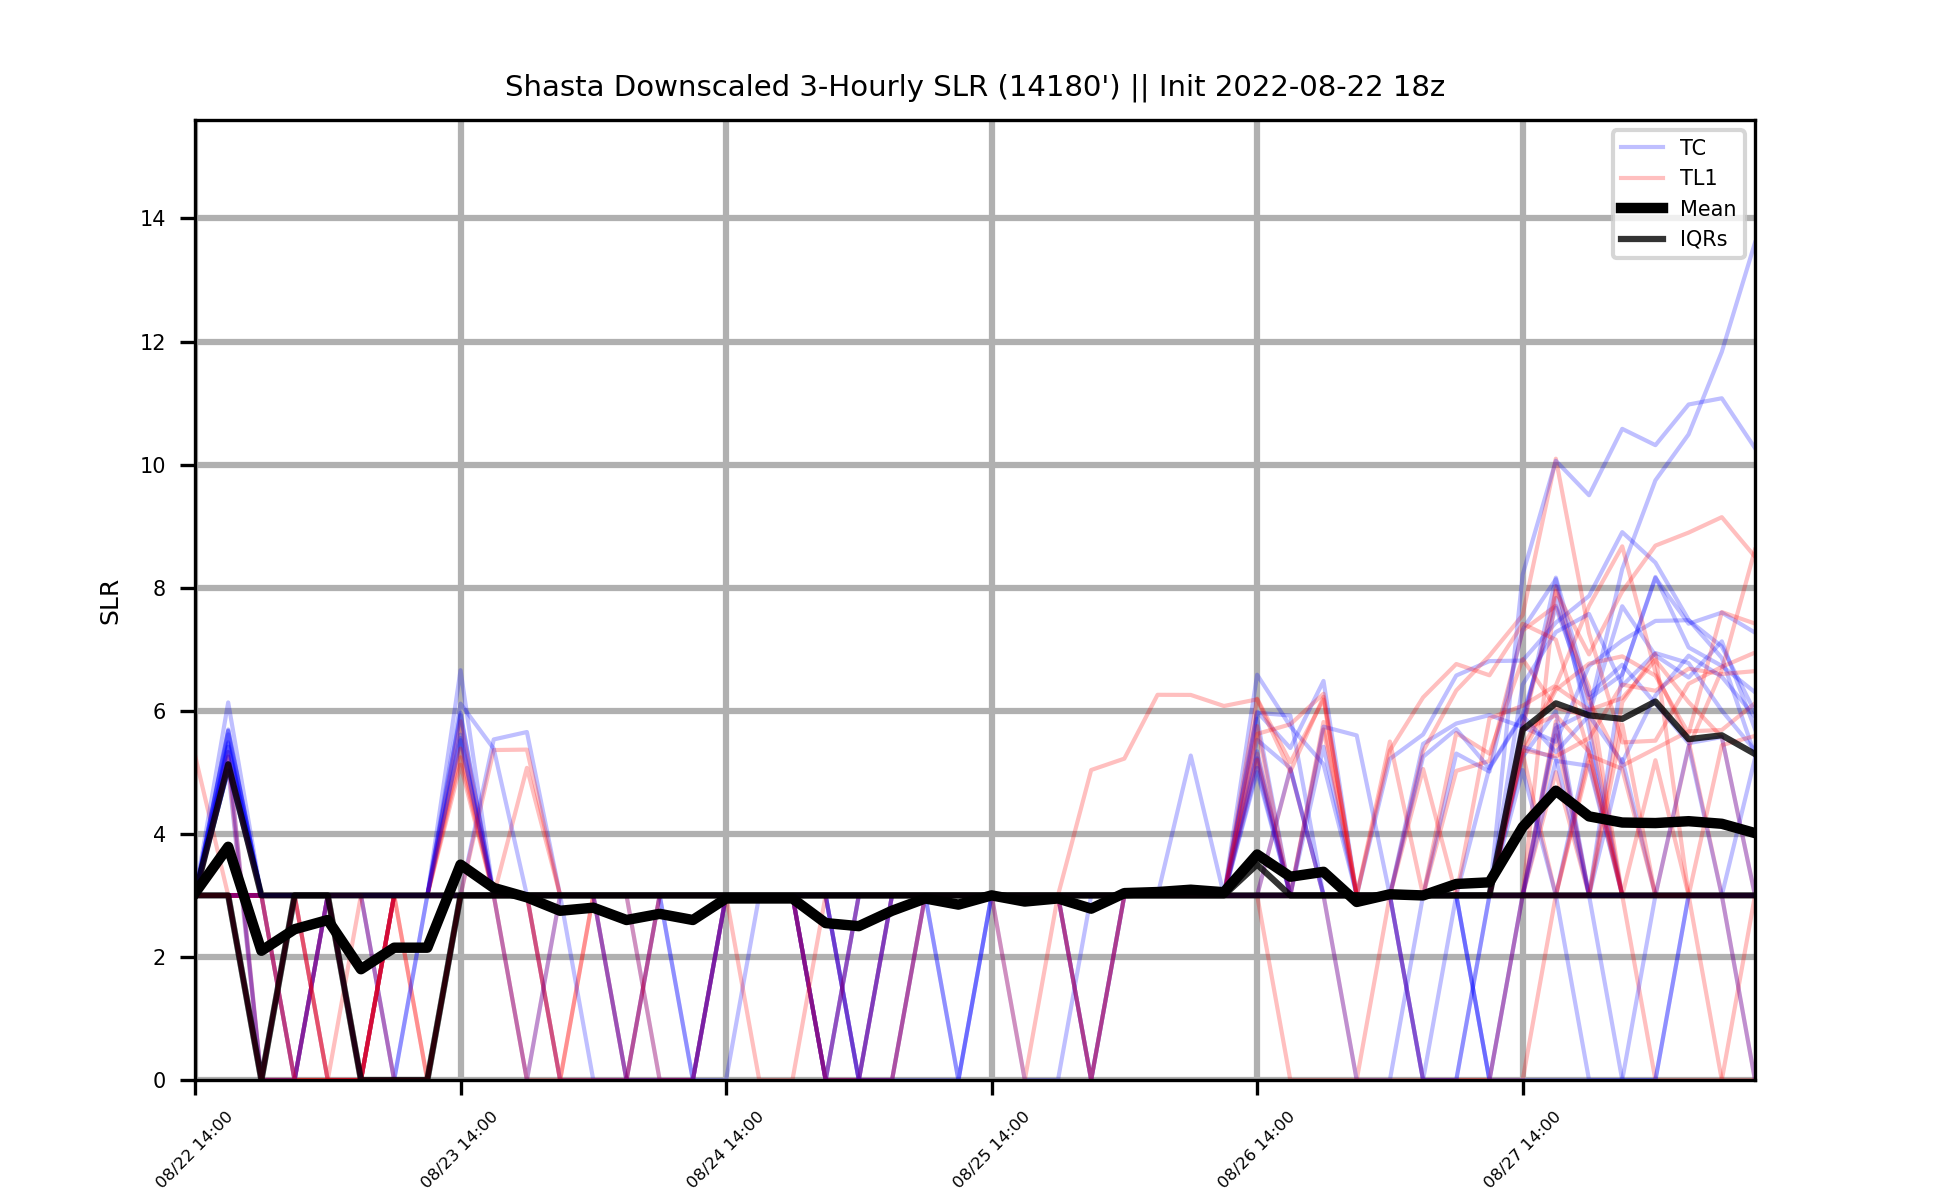 Shasta Downscaled 3-Hourly SLR (14180') || Init 2022-08-22 18z
TC
TL1
Mean
IQRs
SLR
14
12
10
8
6
4
2
0
08/22 14:00
08/23 14:00
08/24 14:00
08/25 14:00
08/26 14:00
08/27 14:00